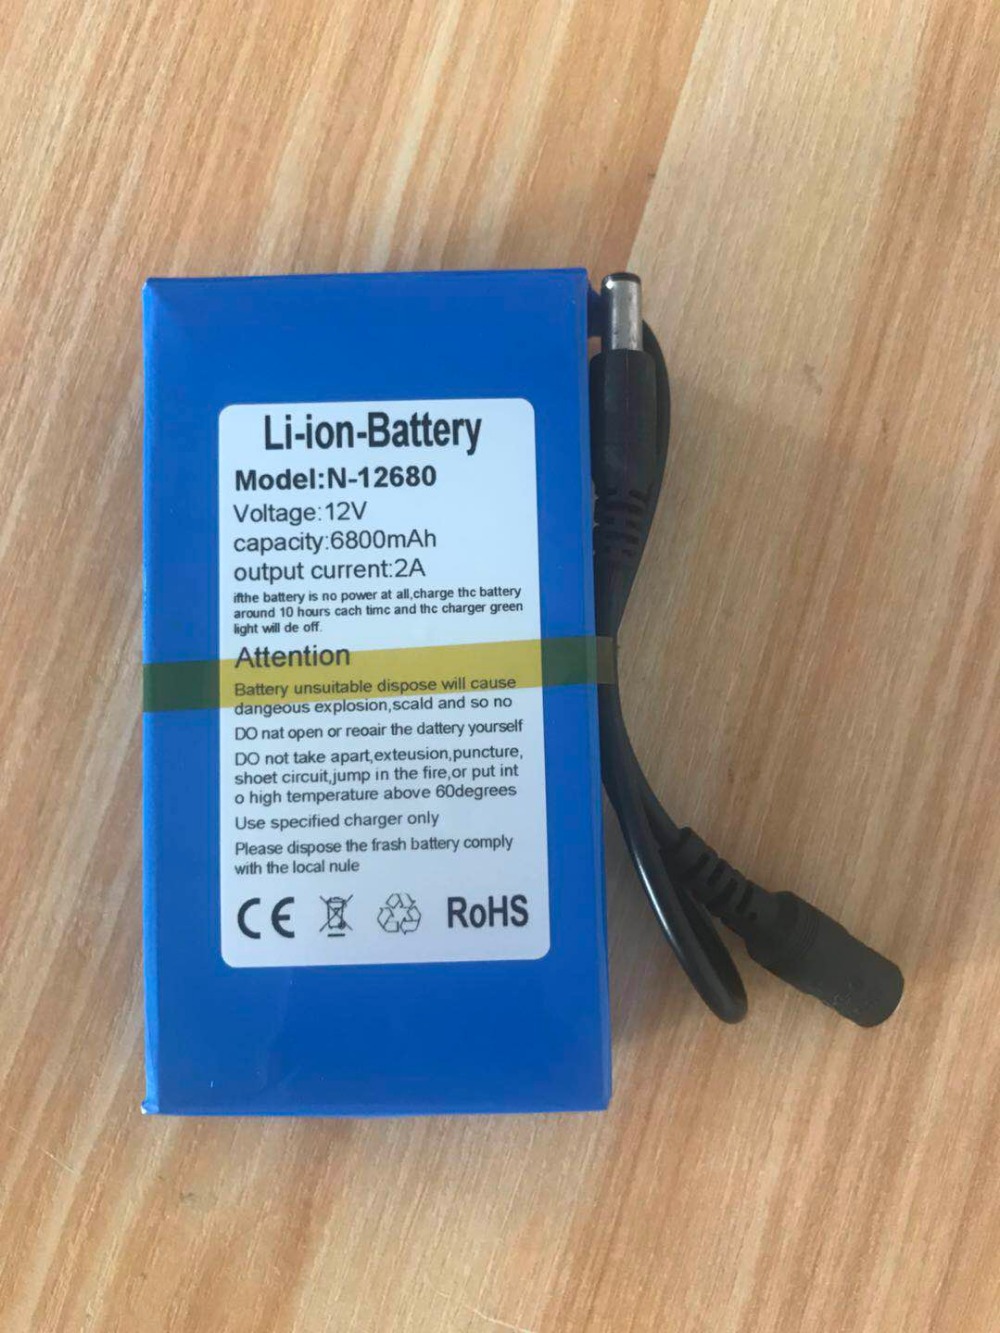 Li-ion-Battery
Model:N-12680
Voltage:12V
capacity:6800mAh
output current:2A
ifthe battery is no power at all,charge thc battery
around 10 hours cach timc and thc charger green
light will de off.
Attention
Battery unsuitable dispose will cause
dangeous explosion,scald and so no
DO nat open or reoair the dattery yourself
DO not take apart,exteusion,puncture,
shoet circuit,jump in the fire,or put int
o high temperature above 60degrees
Use specified charger only
Please dispose the frash battery comply
with the local nule
CE RoHS